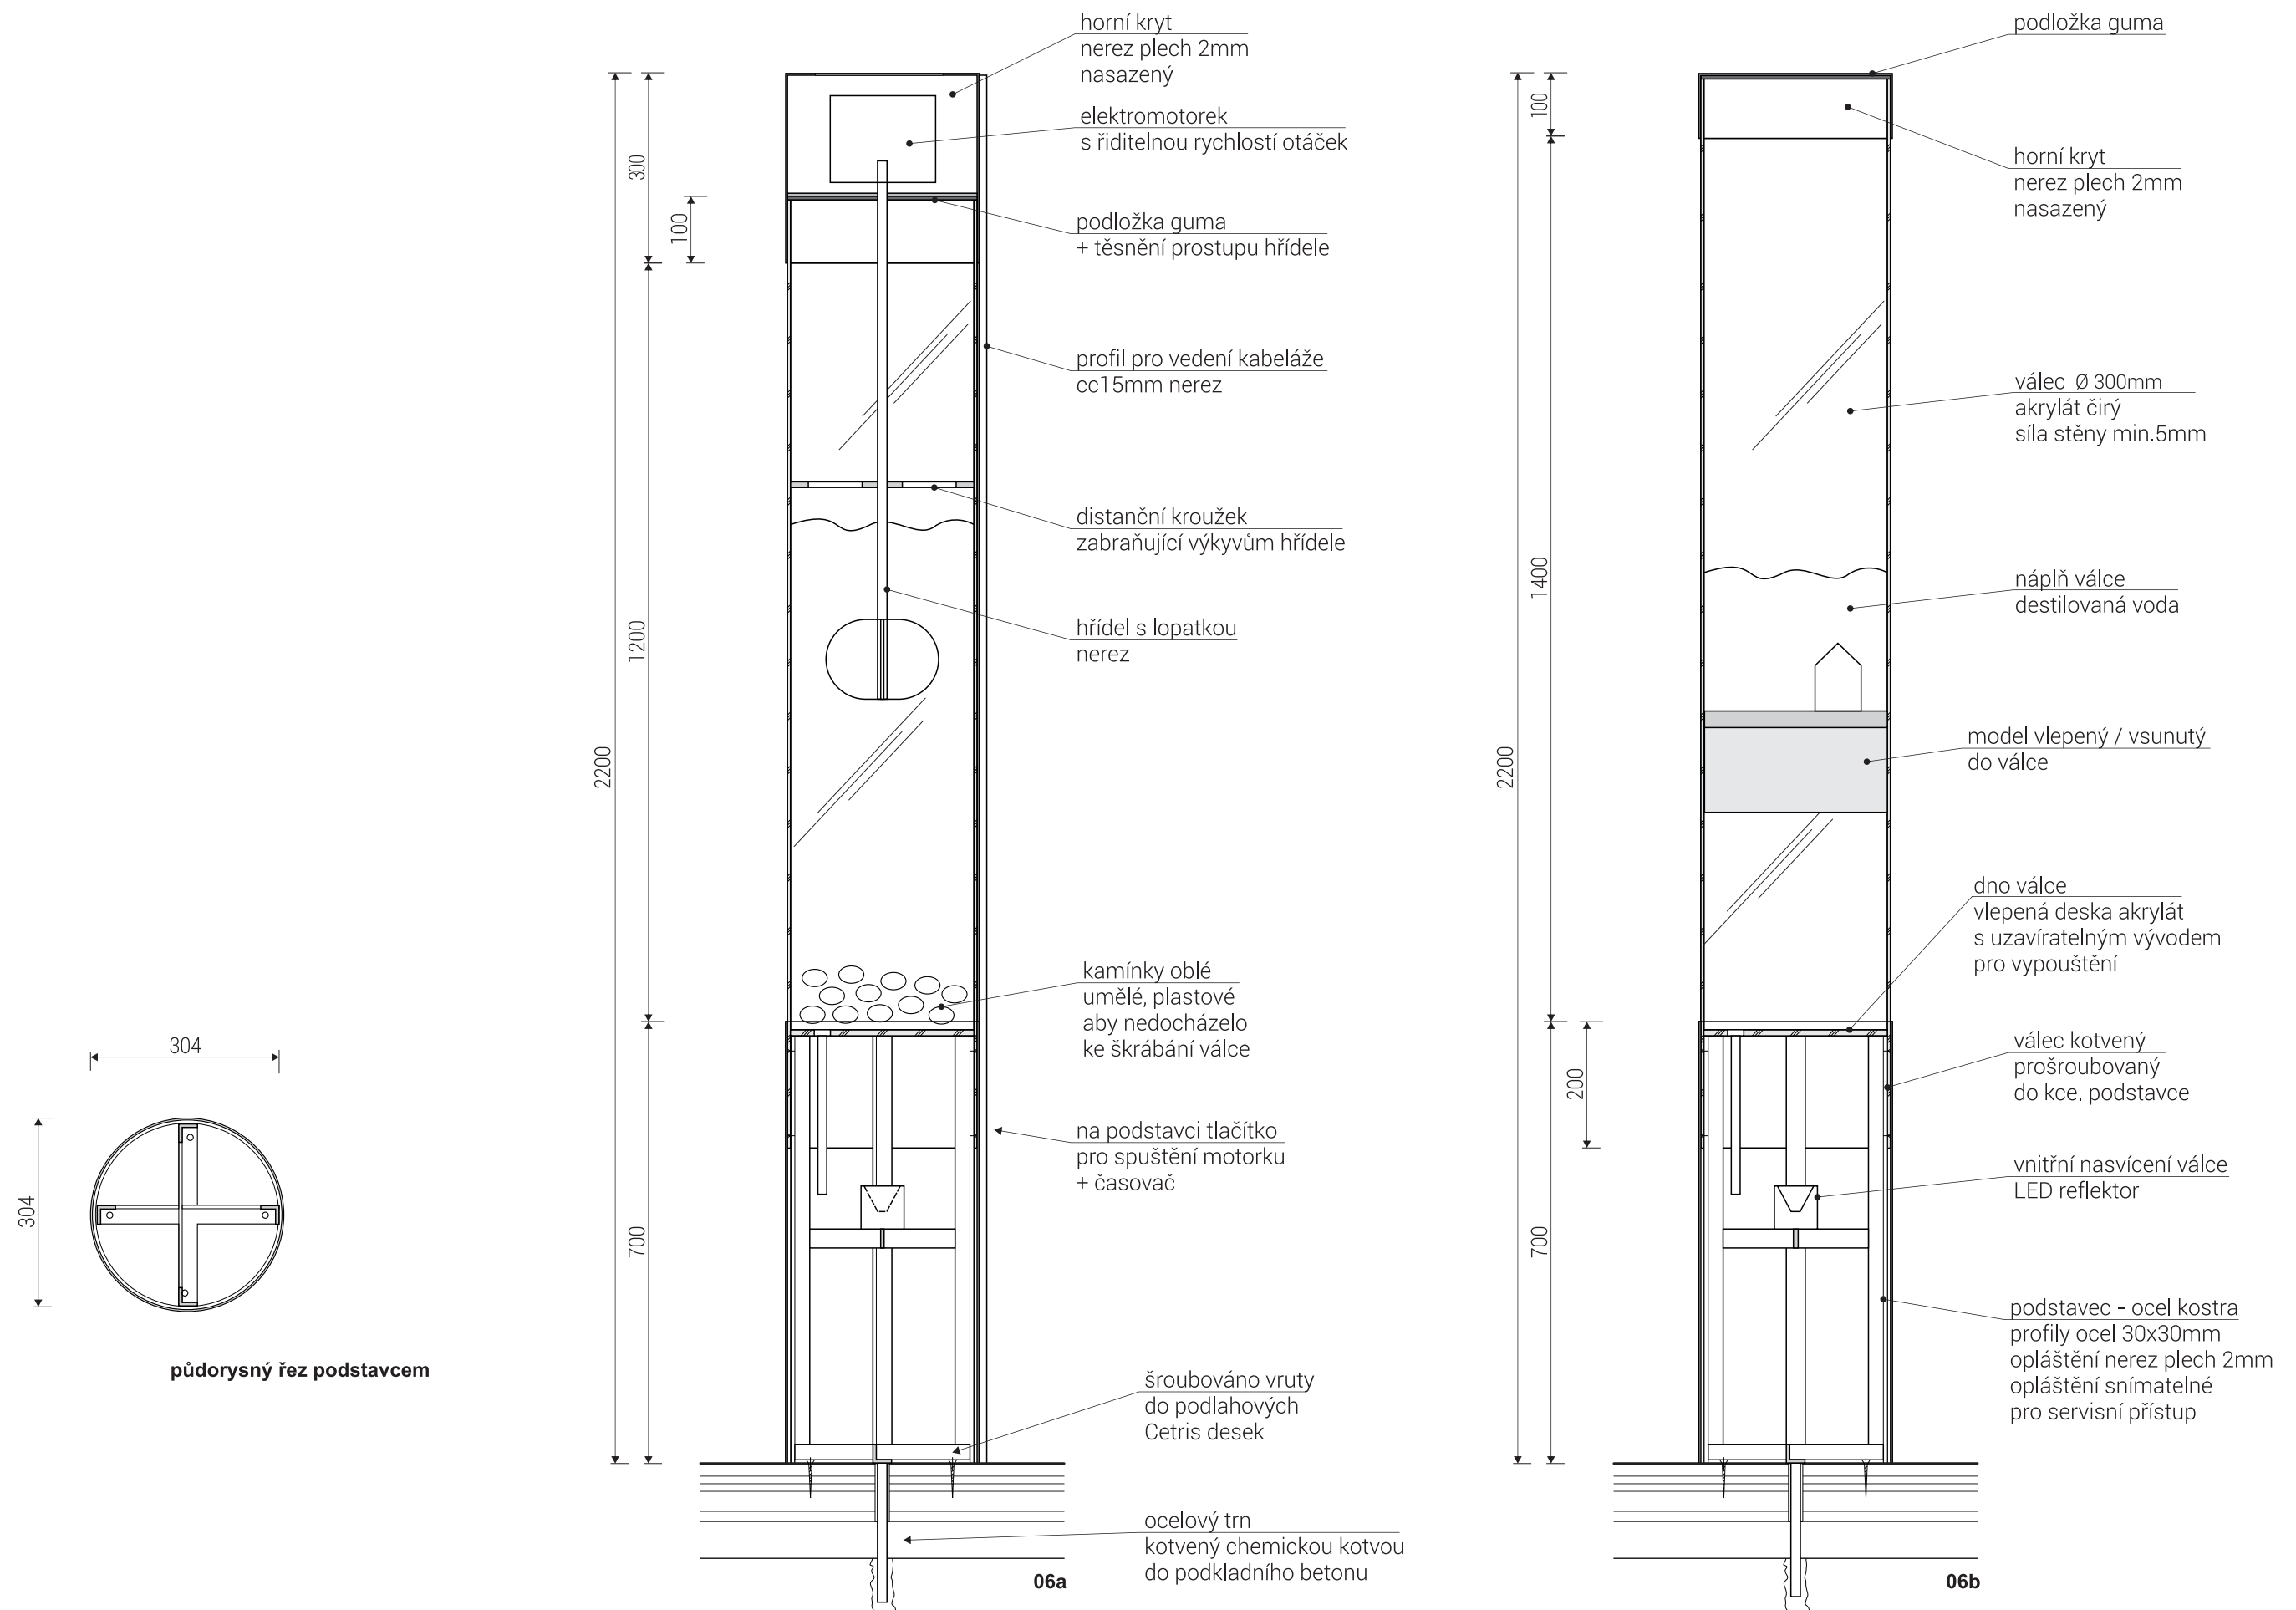 horní kryt
nerez plech 2mm
nasazený
elektromotorek
s řiditelnou rychlostí otáček
podložka guma
+ těsnění prostupu hřídele
profil pro vedení kabeláže
cc15mm nerez
distanční kroužek
zabraňující výkyvům hřídele
hřídel s lopatkou
nerez
kamínky oblé
umělé, plastové
aby nedocházelo
ke škrábání válce
na podstavci tlačítko
pro spuštění motorku
+ časovač
šroubováno vruty
do podlahových
Cetris desek
ocelový trn
kotvený chemickou kotvou
do podkladního betonu
06a
2200
300
100
1200
700
304
304
půdorysný řez podstavcem
podložka guma
horní kryt
nerez plech 2mm
nasazený
válec Ø 300mm
akrylát čirý
síla stěny min.5mm
náplň válce
destilovaná voda
model vlepený / vsunutý
do válce
dno válce
vlepená deska akrylát
s uzavíratelným vývodem
pro vypouštění
válec kotvený
prošroubovaný
do kce. podstavce
vnitřní nasvícení válce
LED reflektor
podstavec - ocel kostra
profily ocel 30x30mm
opláštění nerez plech 2mm
opláštění snímatelné
pro servisní přístup
06b
2200
100
1400
200
700